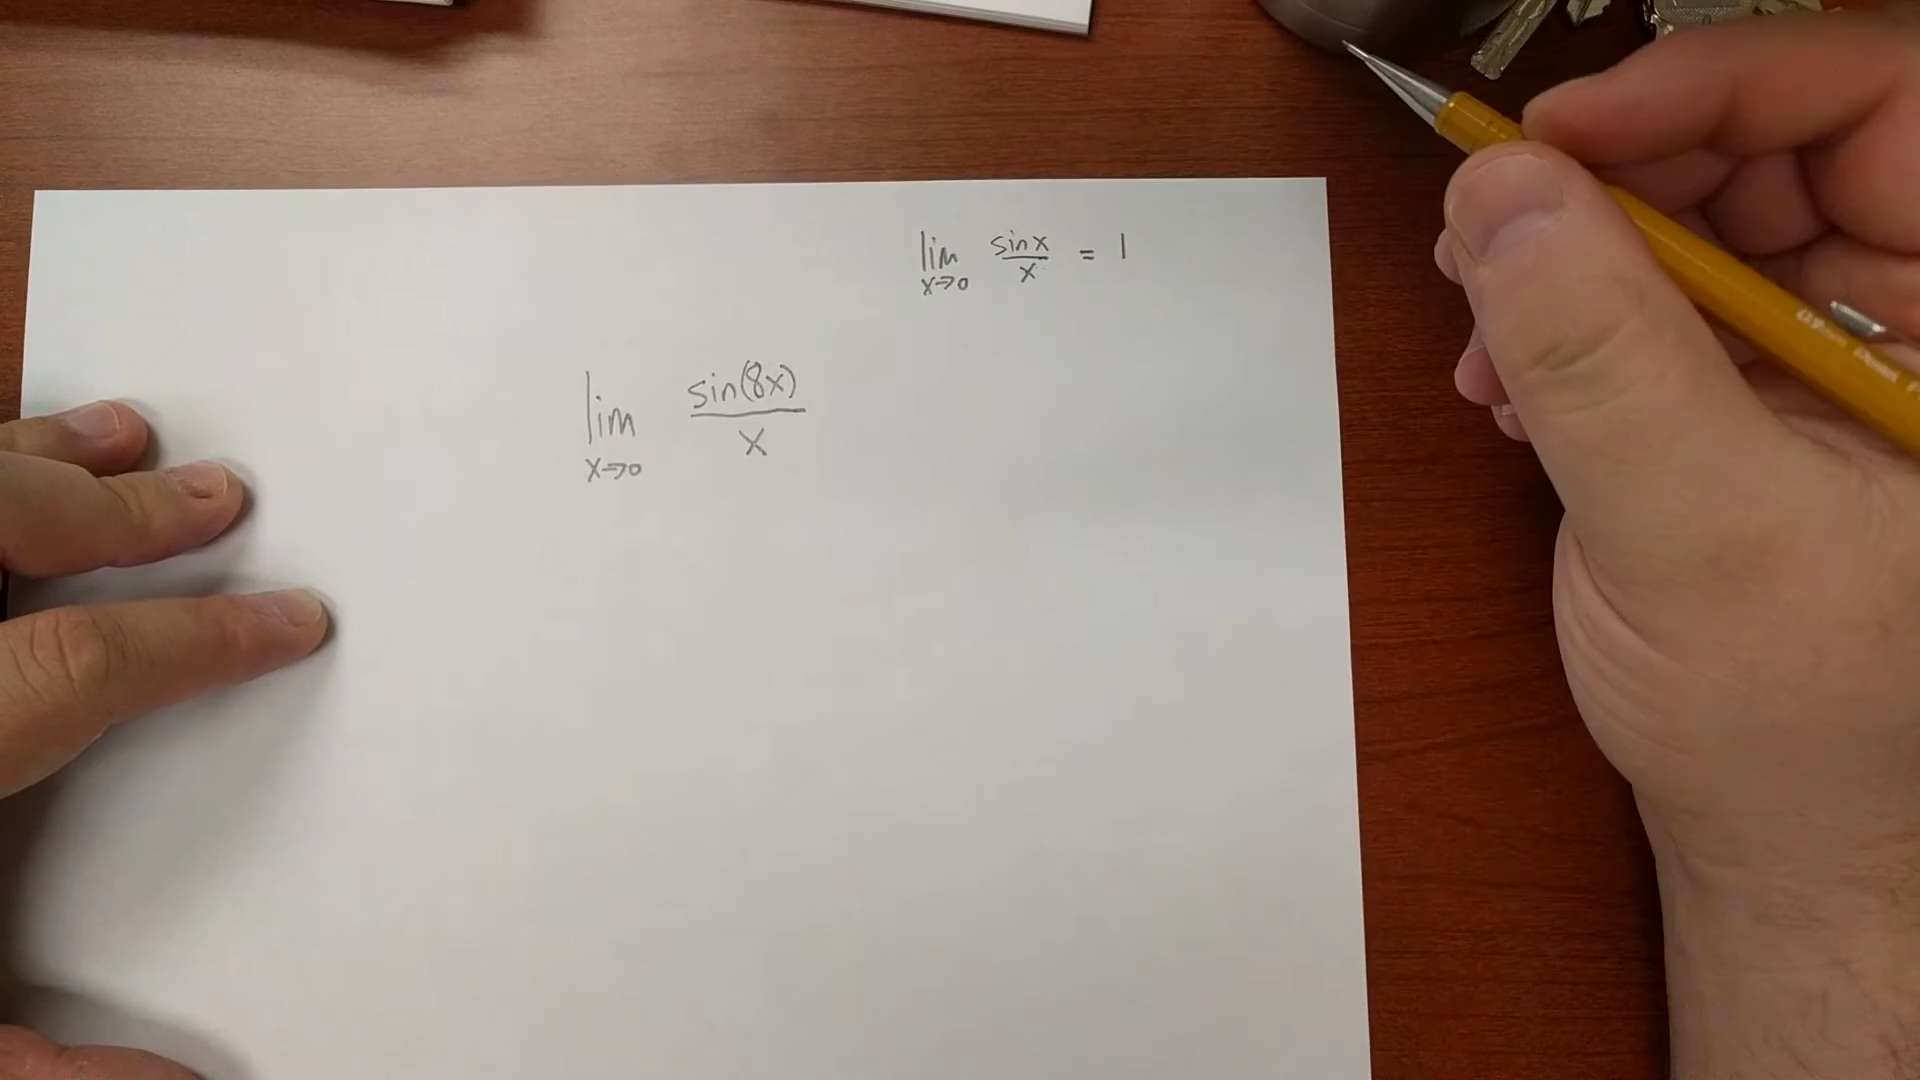 lim x→0 sin x / x = 1
lim x→0 sin(8x) / x